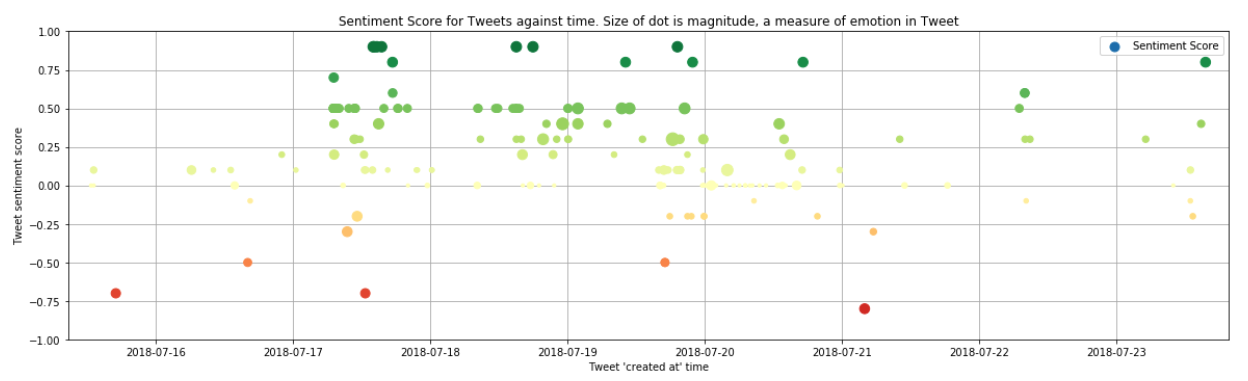 Sentiment Score for Tweets against time. Size of dot is magnitude, a measure of emotion in Tweet
Sentiment Score
1.00
0.75
0.50
0.25
0.00
−0.25
−0.50
−0.75
−1.00
Tweet sentiment score
2018-07-16 2018-07-17 2018-07-18 2018-07-19 2018-07-20 2018-07-21 2018-07-22 2018-07-23
Tweet 'created at' time